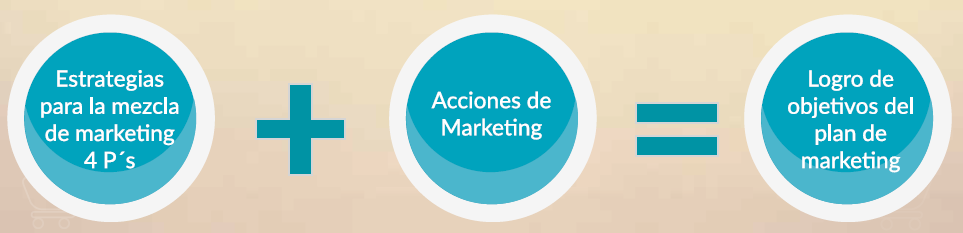 Estrategias
para la mezcla
de marketing
4 P´s
+
Acciones de
Marketing
=
Logro de
objetivos del
plan de
marketing